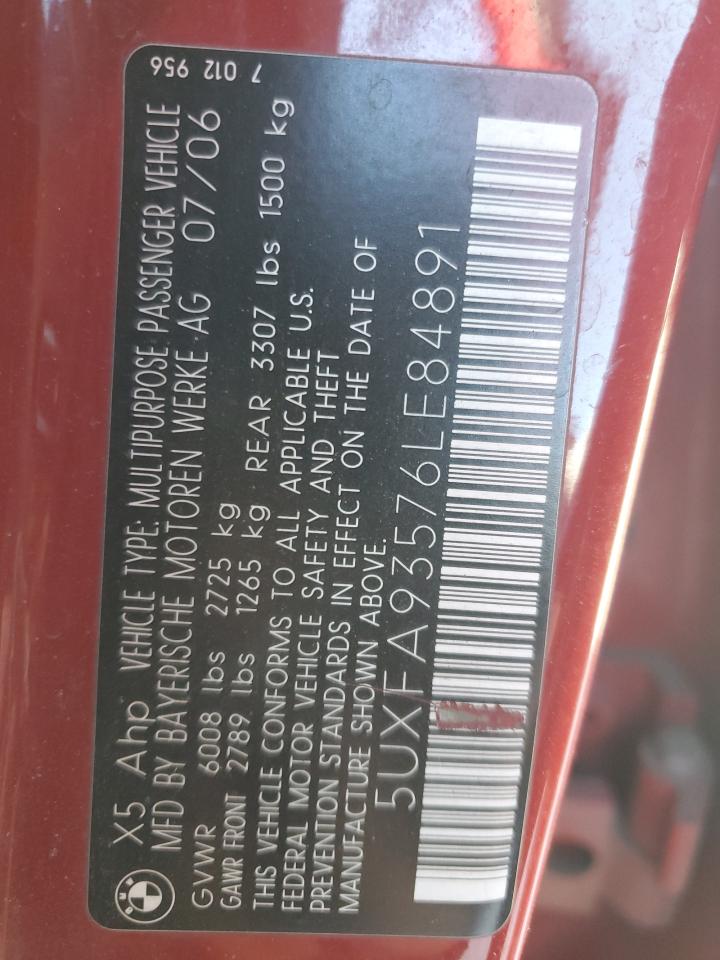 7 012 956
X5 Ahp VEHICLE TYPE: MULTIPURPOSE PASSENGER VEHICLE
MFD BY BAYERISCHE MOTOREN WERKE AG 07/06
GVWR 6008 lbs 2725 kg
GAWR FRONT 2789 lbs 1265 kg REAR 3307 lbs 1500 kg
THIS VEHICLE CONFORMS TO ALL APPLICABLE U.S.
FEDERAL MOTOR VEHICLE SAFETY AND THEFT
PREVENTION STANDARDS IN EFFECT ON THE DATE OF
MANUFACTURE SHOWN ABOVE.
5UXFA93576LE84891
BMW